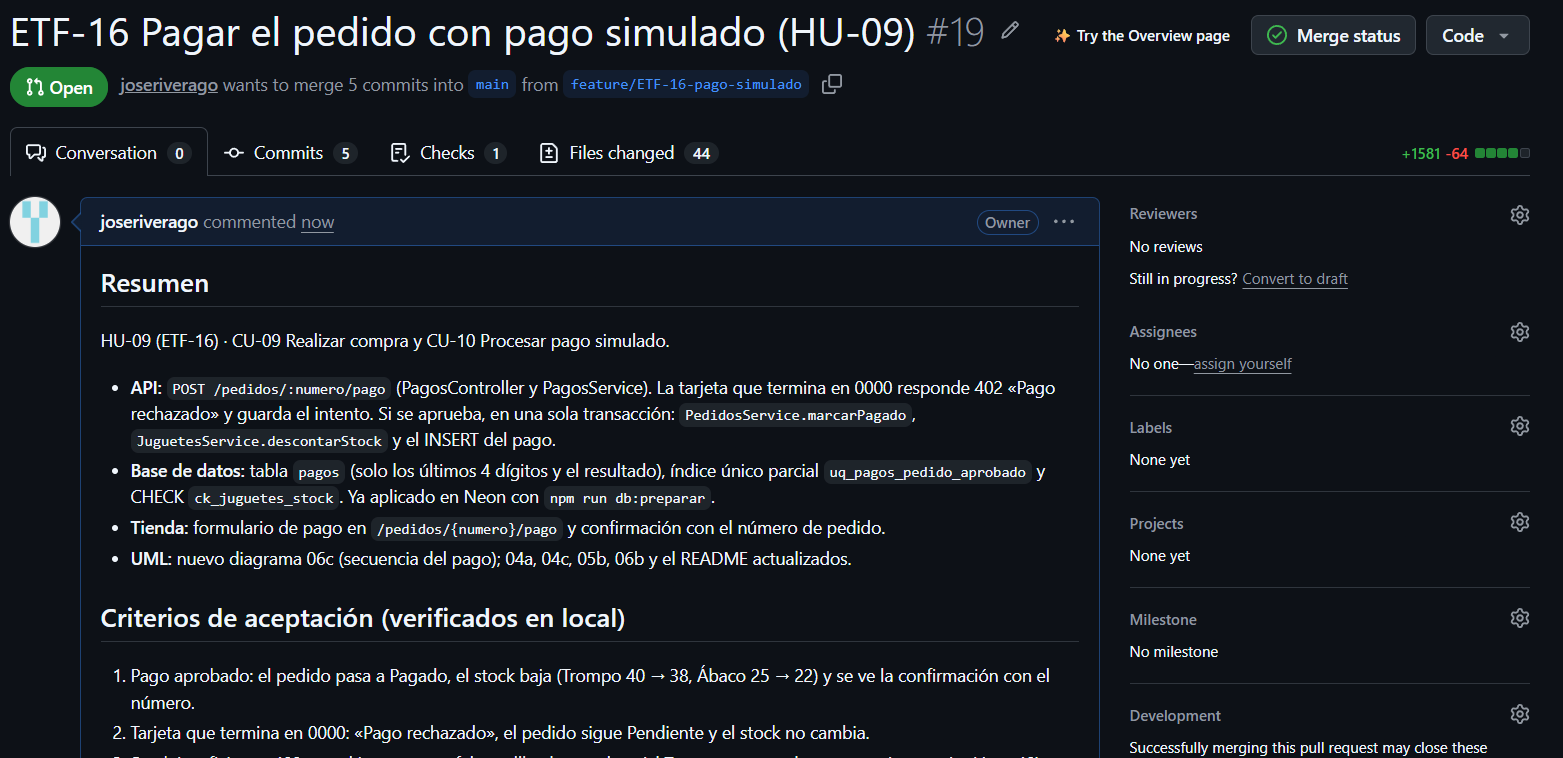 ETF-16 Pagar el pedido con pago simulado (HU-09) #19
Try the Overview page
Merge status
Code
Open
joseriverago wants to merge 5 commits into main from feature/ETF-16-pago-simulado
Conversation 0
Commits 5
Checks 1
Files changed 44
+1581 -64
joseriverago commented now
Owner
Resumen
HU-09 (ETF-16) · CU-09 Realizar compra y CU-10 Procesar pago simulado.
• API: POST /pedidos/:numero/pago (PagosController y PagosService). La tarjeta que termina en 0000 responde 402 «Pago
rechazado» y guarda el intento. Si se aprueba, en una sola transacción: PedidosService.marcarPagado,
JuguetesService.descontarStock y el INSERT del pago.
• Base de datos: tabla pagos (solo los últimos 4 dígitos y el resultado), índice único parcial uq_pagos_pedido_aprobado y
CHECK ck_juguetes_stock. Ya aplicado en Neon con npm run db:preparar.
• Tienda: formulario de pago en /pedidos/{numero}/pago y confirmación con el número de pedido.
• UML: nuevo diagrama 06c (secuencia del pago); 04a, 04c, 05b, 06b y el README actualizados.
Criterios de aceptación (verificados en local)
1. Pago aprobado: el pedido pasa a Pagado, el stock baja (Trompo 40 → 38, Ábaco 25 → 22) y se ve la confirmación con el
número.
2. Tarjeta que termina en 0000: «Pago rechazado», el pedido sigue Pendiente y el stock no cambia.
Reviewers
No reviews
Still in progress? Convert to draft
Assignees
No one—assign yourself
Labels
None yet
Projects
None yet
Milestone
No milestone
Development
Successfully merging this pull request may close these